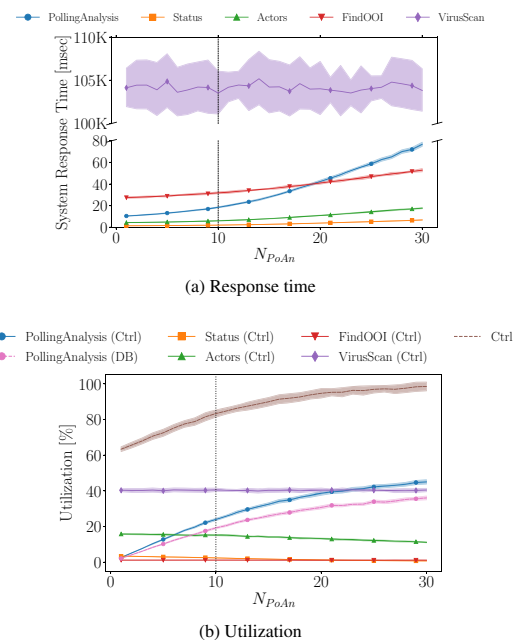 PollingAnalysis Status Actors FindOOI VirusScan
110K
105K
100K
80
60
40
20
0
System Response Time [msec]
0 10 20 30
N_PoAn
(a) Response time
PollingAnalysis (Ctrl) Status (Ctrl) FindOOI (Ctrl) Ctrl
PollingAnalysis (DB) Actors (Ctrl) VirusScan (Ctrl)
100
80
60
40
20
0
Utilization [%]
0 10 20 30
N_PoAn
(b) Utilization